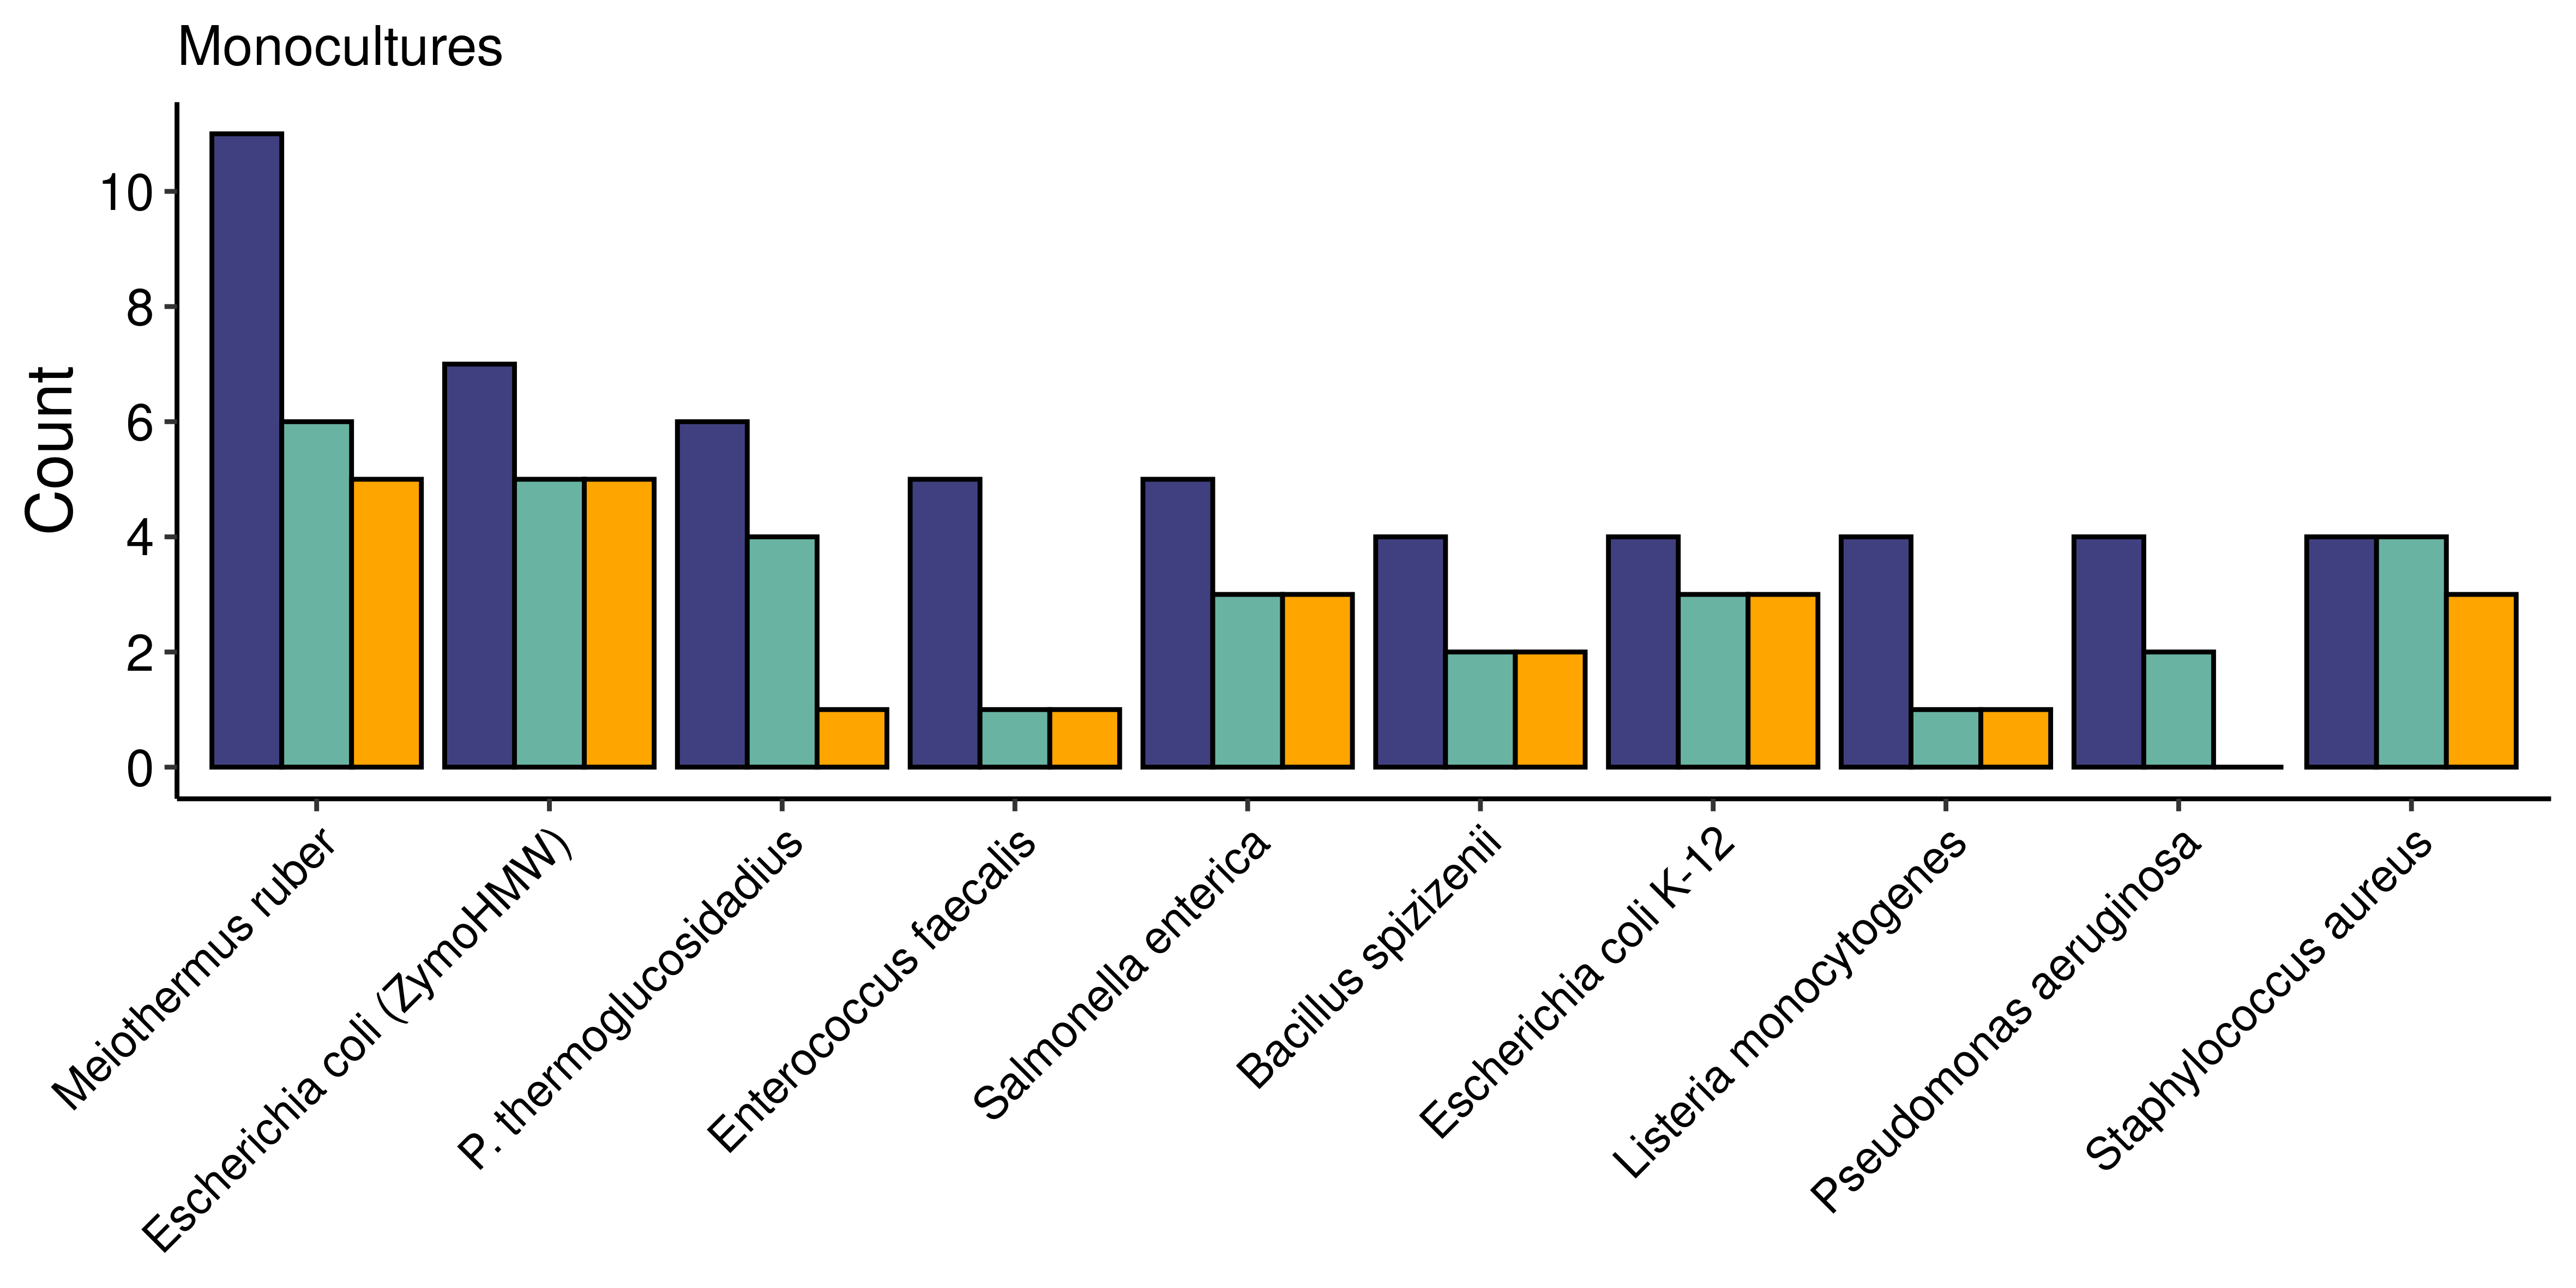 Monocultures
Count
10
8
6
4
2
0
Meiothermus ruber
Escherichia coli (ZymoHMW)
P. thermoglucosidadius
Enterococcus faecalis
Salmonella enterica
Bacillus spizizenii
Escherichia coli K-12
Listeria monocytogenes
Pseudomonas aeruginosa
Staphylococcus aureus